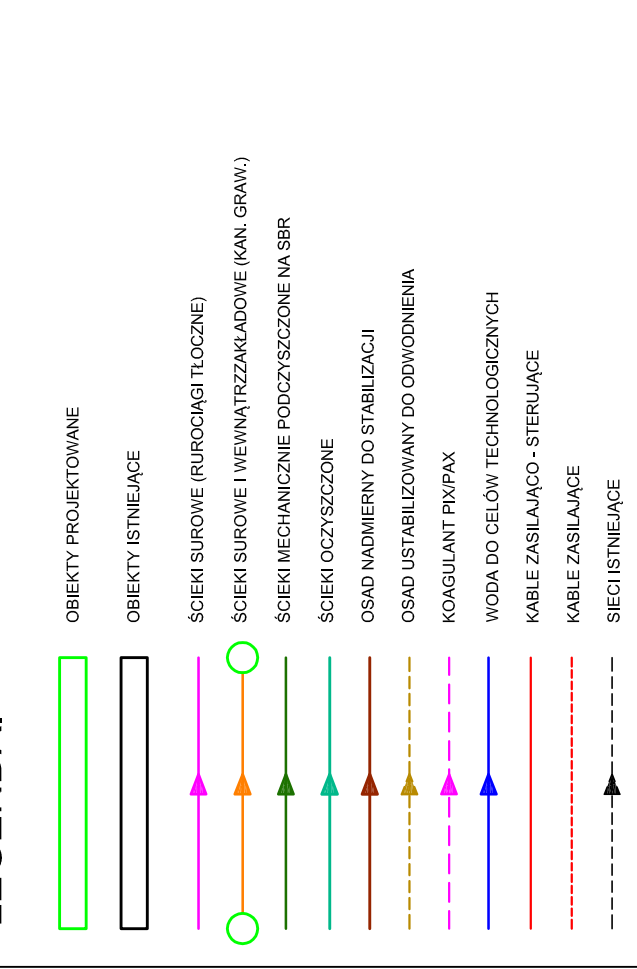 OBIEKTY PROJEKTOWANE
OBIEKTY ISTNIEJĄCE
ŚCIEKI SUROWE (RUROCIĄGI TŁOCZNE)
ŚCIEKI SUROWE I WEWNĄTRZZAKŁADOWE (KAN. GRAW.)
ŚCIEKI MECHANICZNIE PODCZYSZCZONE NA SBR
ŚCIEKI OCZYSZCZONE
OSAD NADMIERNY DO STABILIZACJI
OSAD USTABILIZOWANY DO ODWODNIENIA
KOAGULANT PIX/PAX
WODA DO CELÓW TECHNOLOGICZNYCH
KABLE ZASILAJĄCO - STERUJĄCE
KABLE ZASILAJĄCE
SIECI ISTNIEJĄCE